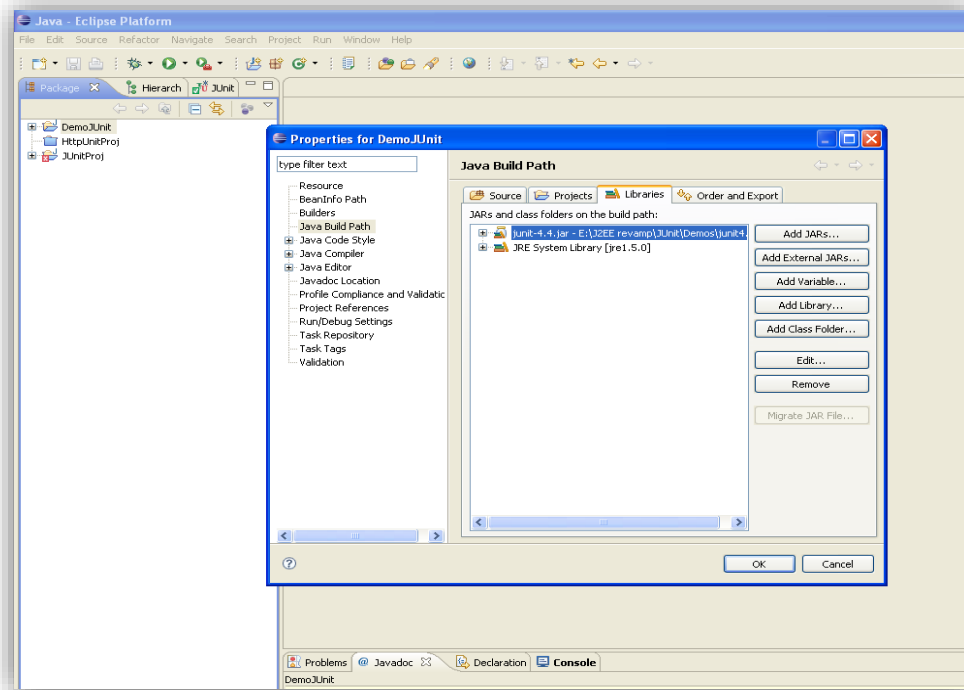 Java - Eclipse Platform
File Edit Source Refactor Navigate Search Project Run Window Help
Package Hierarch JUnit
DemoJUnit
HttpUnitProj
JUnitProj
Properties for DemoJUnit
type filter text
Resource
BeanInfo Path
Builders
Java Build Path
Java Code Style
Java Compiler
Java Editor
Javadoc Location
Profile Compliance and Validatic
Project References
Run/Debug Settings
Task Repository
Task Tags
Validation
Java Build Path
Source Projects Libraries Order and Export
JARs and class folders on the build path:
junit-4.4.jar - E:\J2EE revamp\JUnit\Demos\junit4.
JRE System Library [jre1.5.0]
Add JARs...
Add External JARs...
Add Variable...
Add Library...
Add Class Folder...
Edit...
Remove
Migrate JAR File...
? OK Cancel
Problems @ Javadoc Declaration Console
DemoJUnit